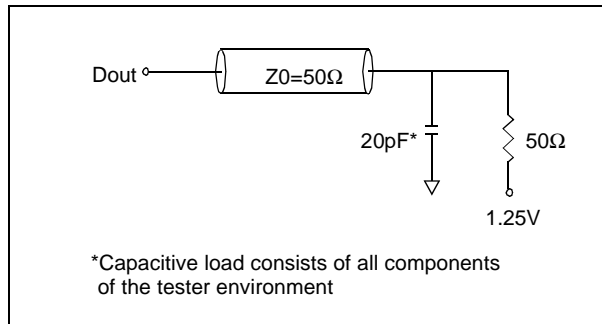 Dout
Z0=50Ω
20pF*
50Ω
1.25V
*Capacitive load consists of all components
of the tester environment